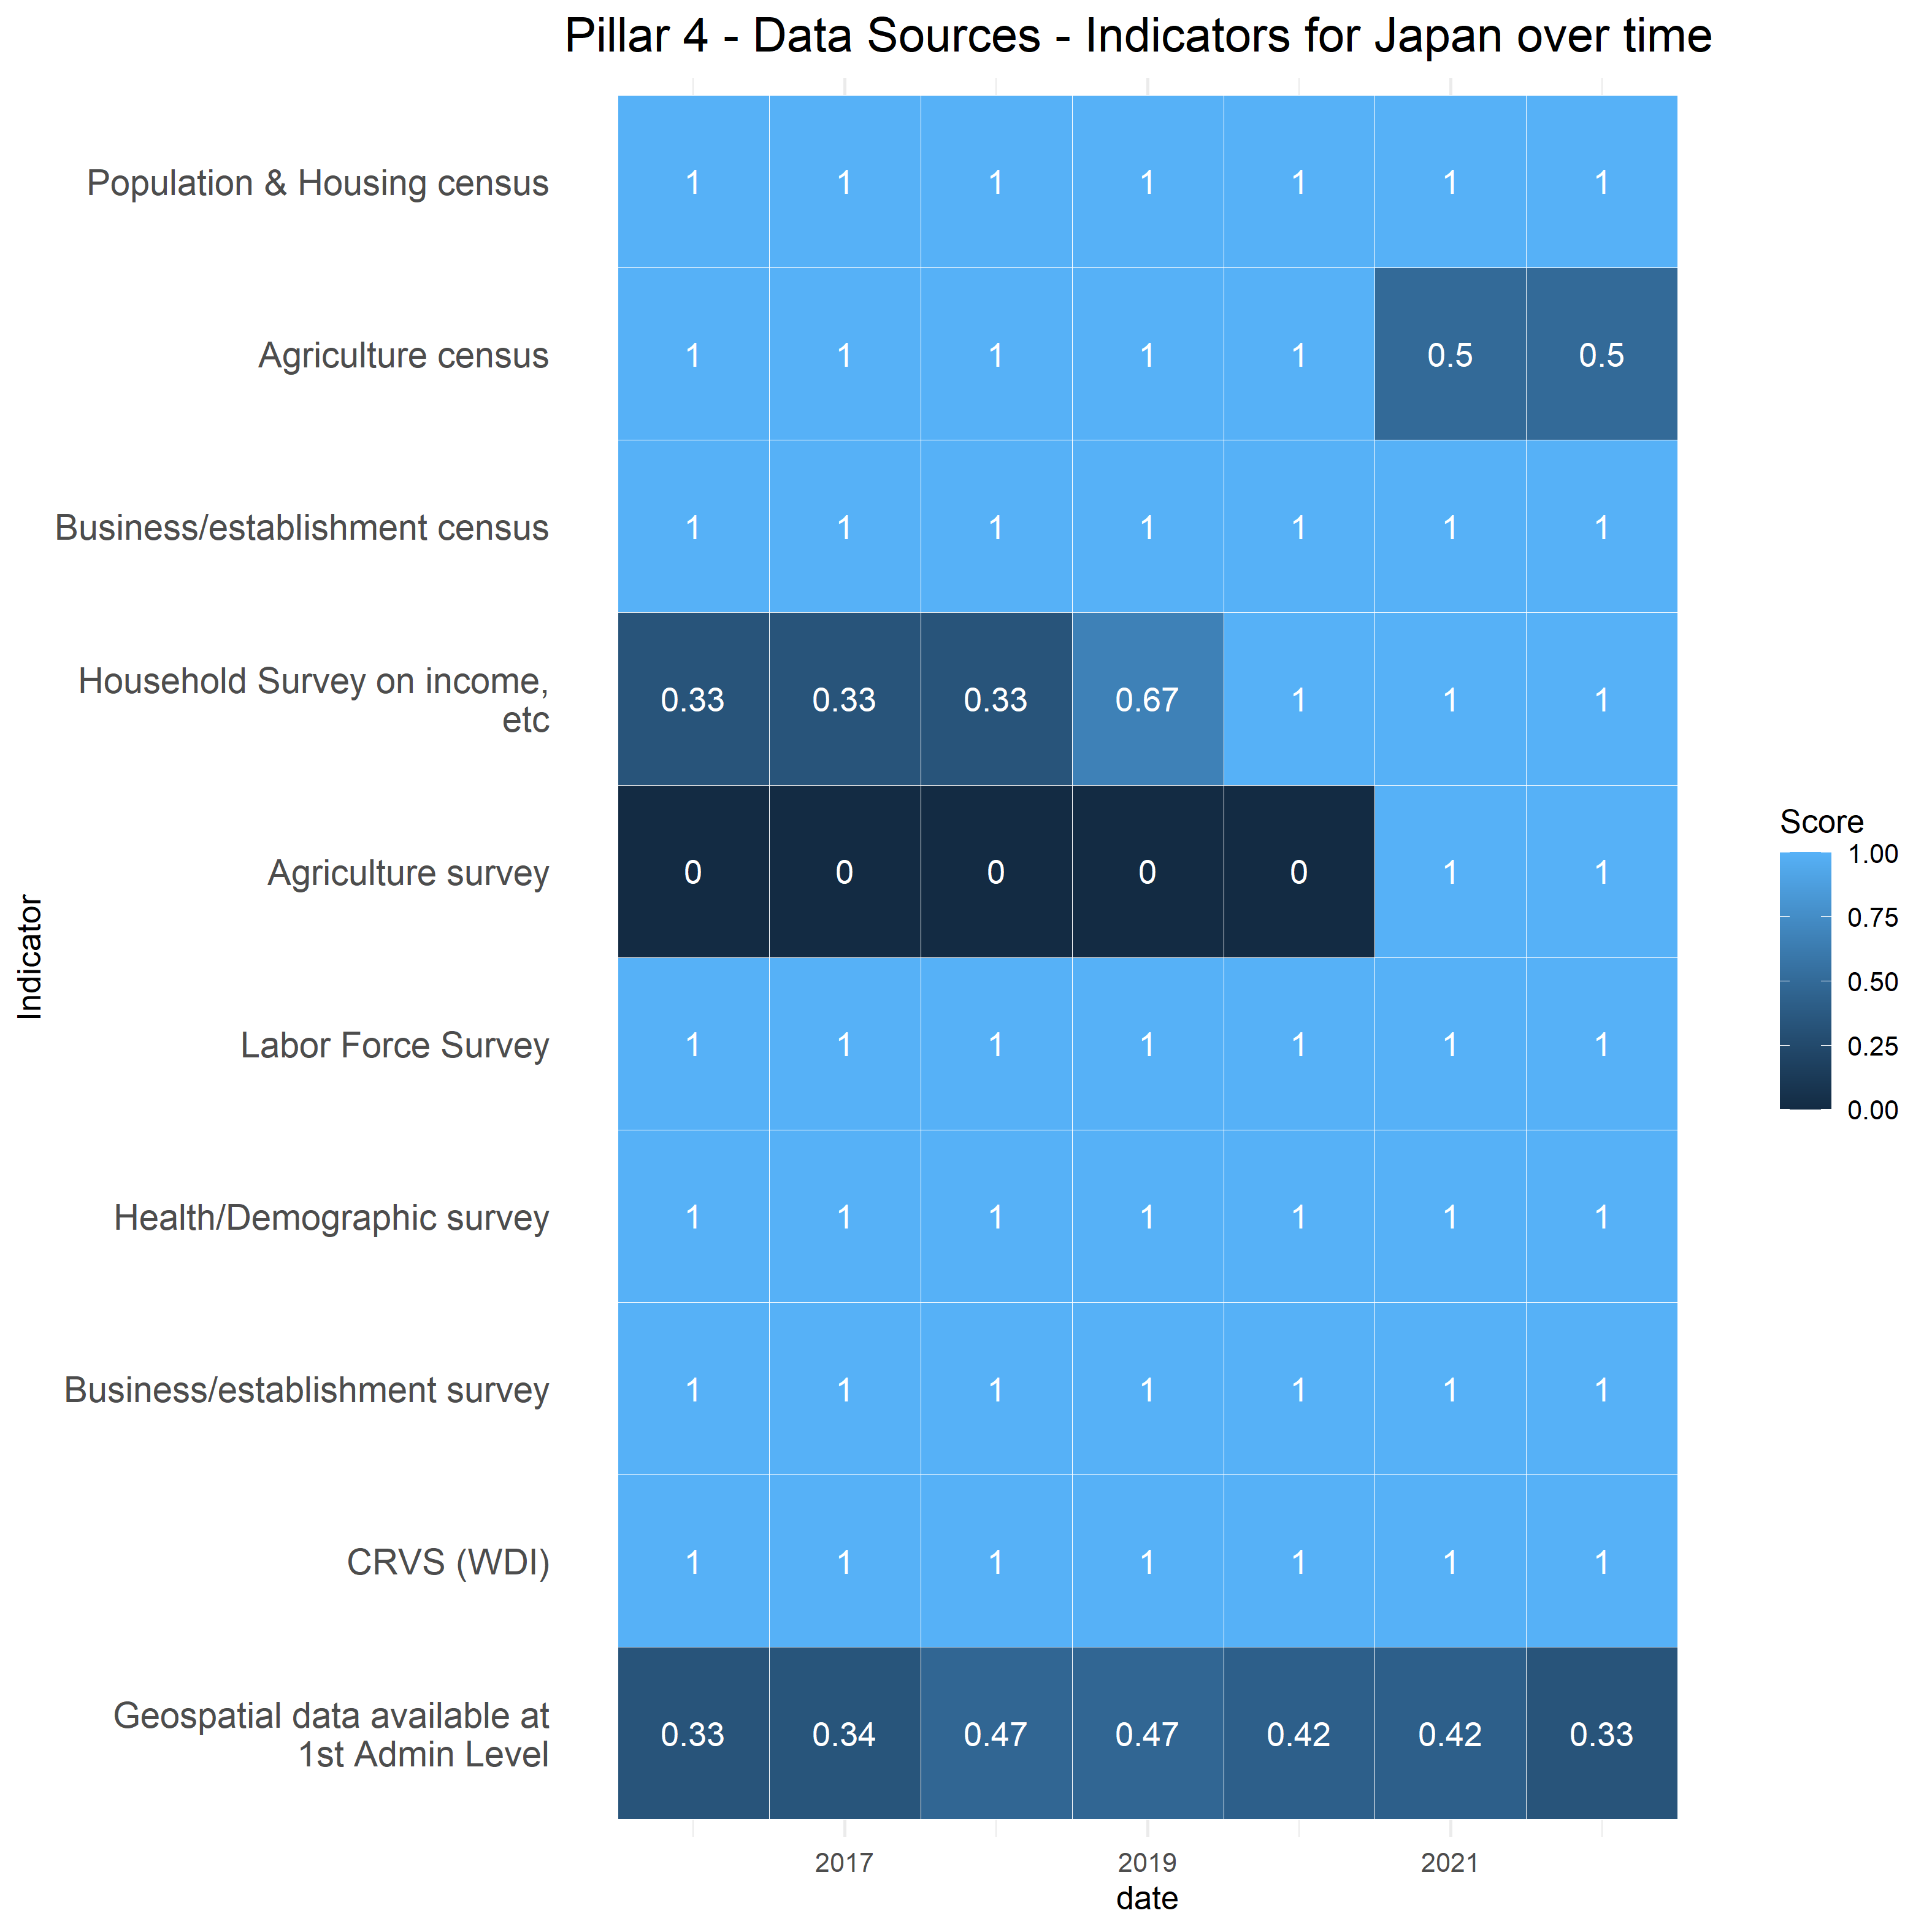 Pillar 4 - Data Sources - Indicators for Japan over time
Population & Housing census
1 1 1 1 1 1 1
Agriculture census
1 1 1 1 1 0.5 0.5
Business/establishment census
1 1 1 1 1 1 1
Household Survey on income,
etc
0.33 0.33 0.33 0.67 1 1 1
Agriculture survey
0 0 0 0 0 1 1
Labor Force Survey
1 1 1 1 1 1 1
Health/Demographic survey
1 1 1 1 1 1 1
Business/establishment survey
1 1 1 1 1 1 1
CRVS (WDI)
1 1 1 1 1 1 1
Geospatial data available at
1st Admin Level
0.33 0.34 0.47 0.47 0.42 0.42 0.33
2017 2019 2021
date
Indicator
Score
1.00
0.75
0.50
0.25
0.00